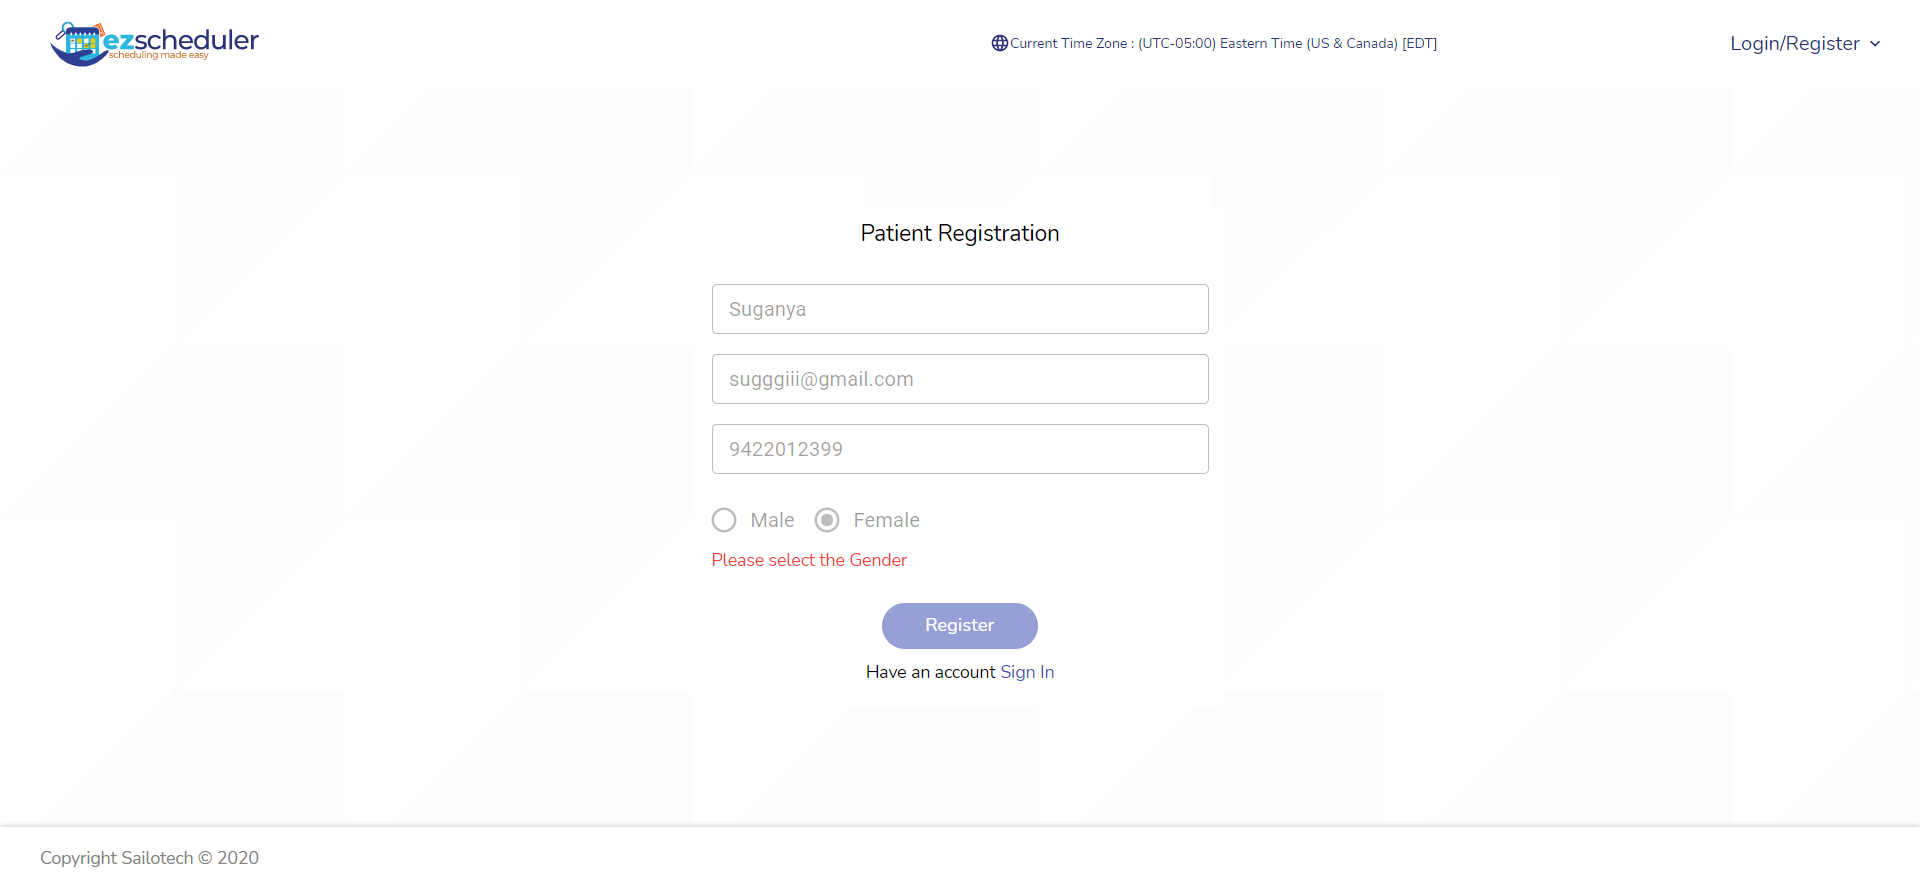 ezscheduler
scheduling made easy
Current Time Zone : (UTC-05:00) Eastern Time (US & Canada) [EDT]
Login/Register
Patient Registration
Suganya
sugggiii@gmail.com
9422012399
Male Female
Please select the Gender
Register
Have an account Sign In
Copyright Sailotech © 2020